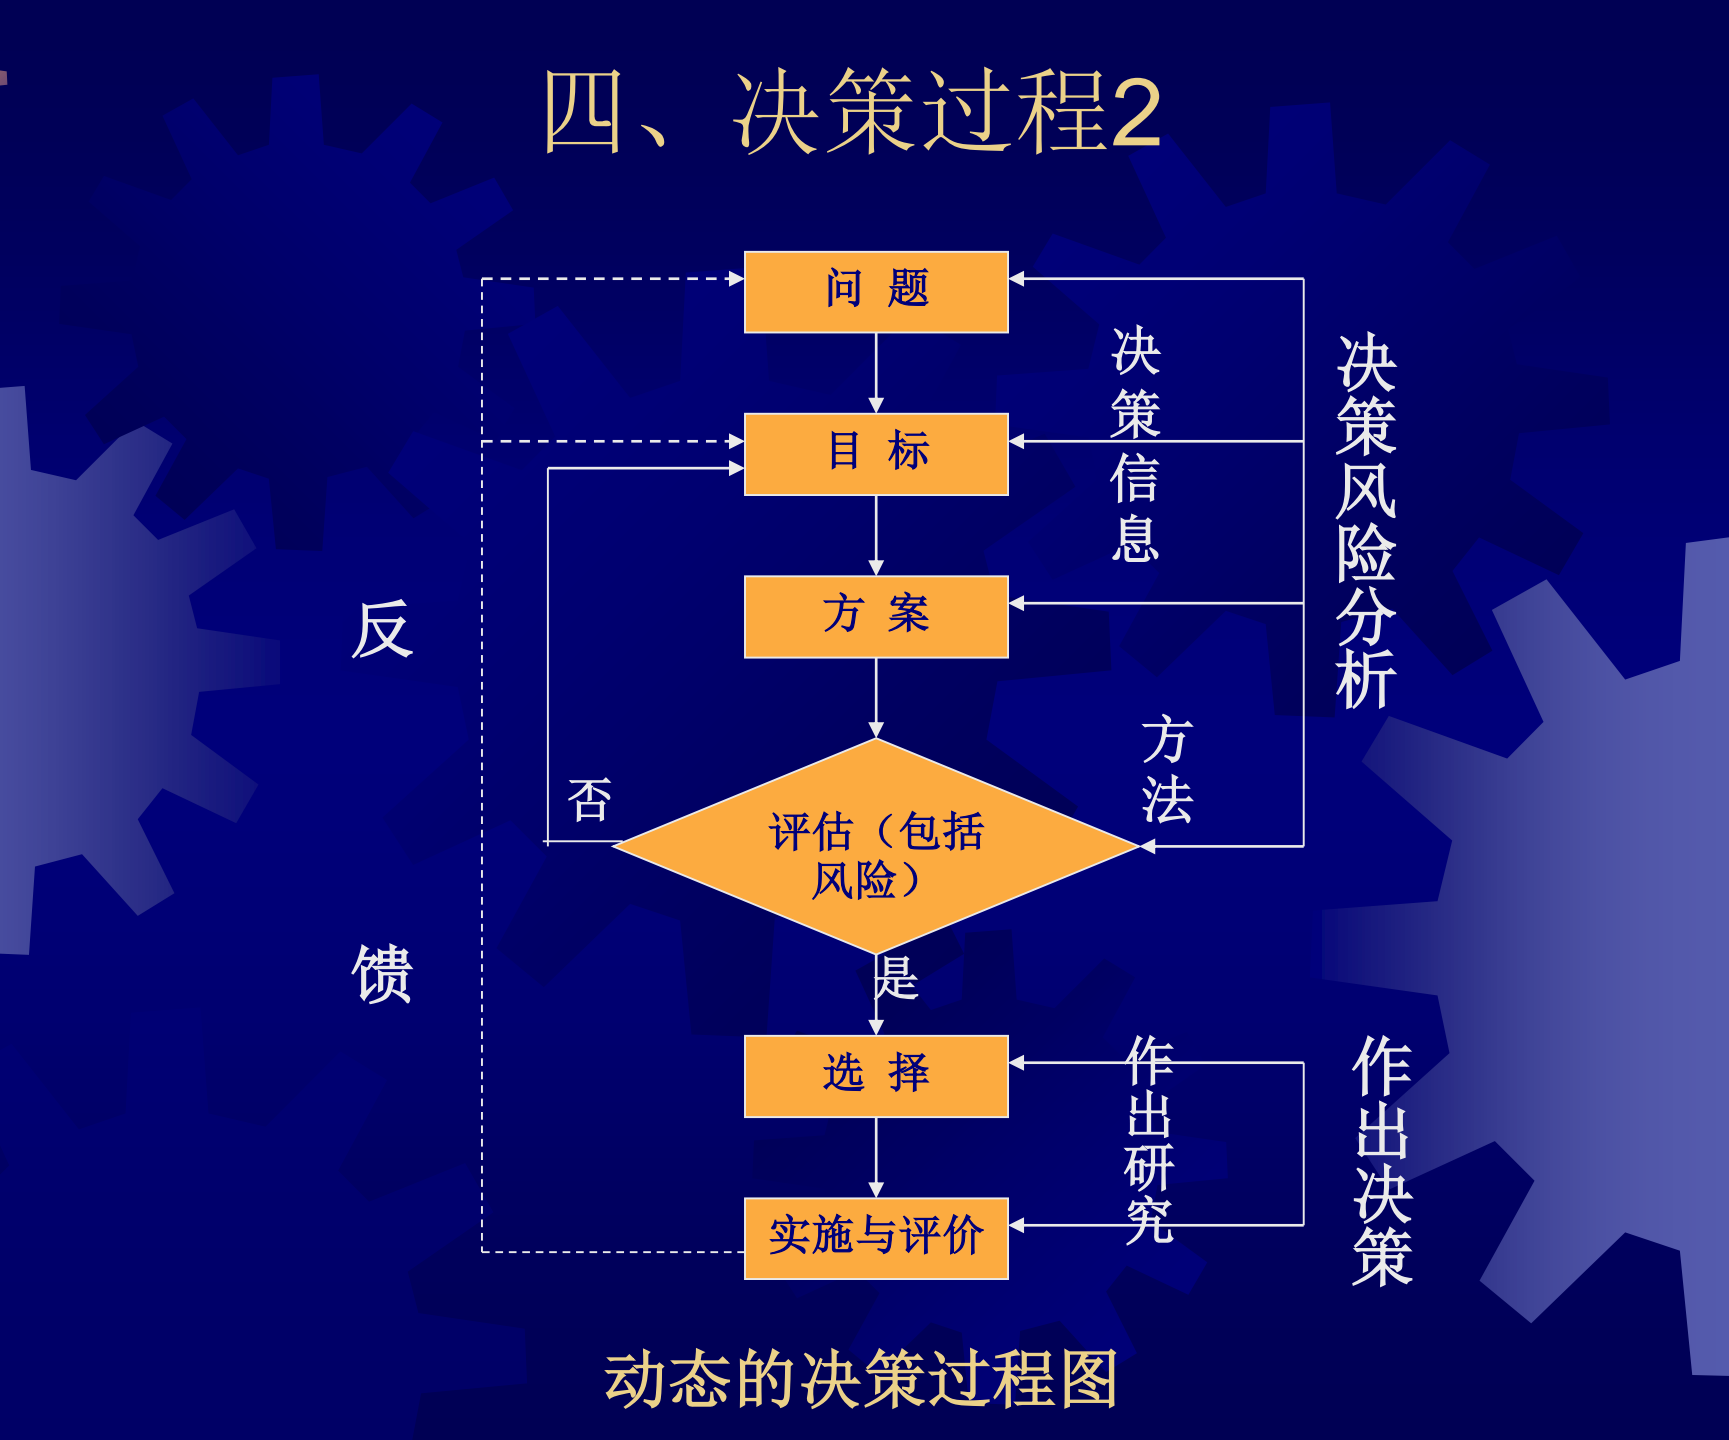 四、决策过程2
问 题
目 标
方 案
评估（包括
风险）
否
是
选 择
实施与评价
反
馈
决策信息
方法
决策风险分析
作出研究
作出决策
动态的决策过程图